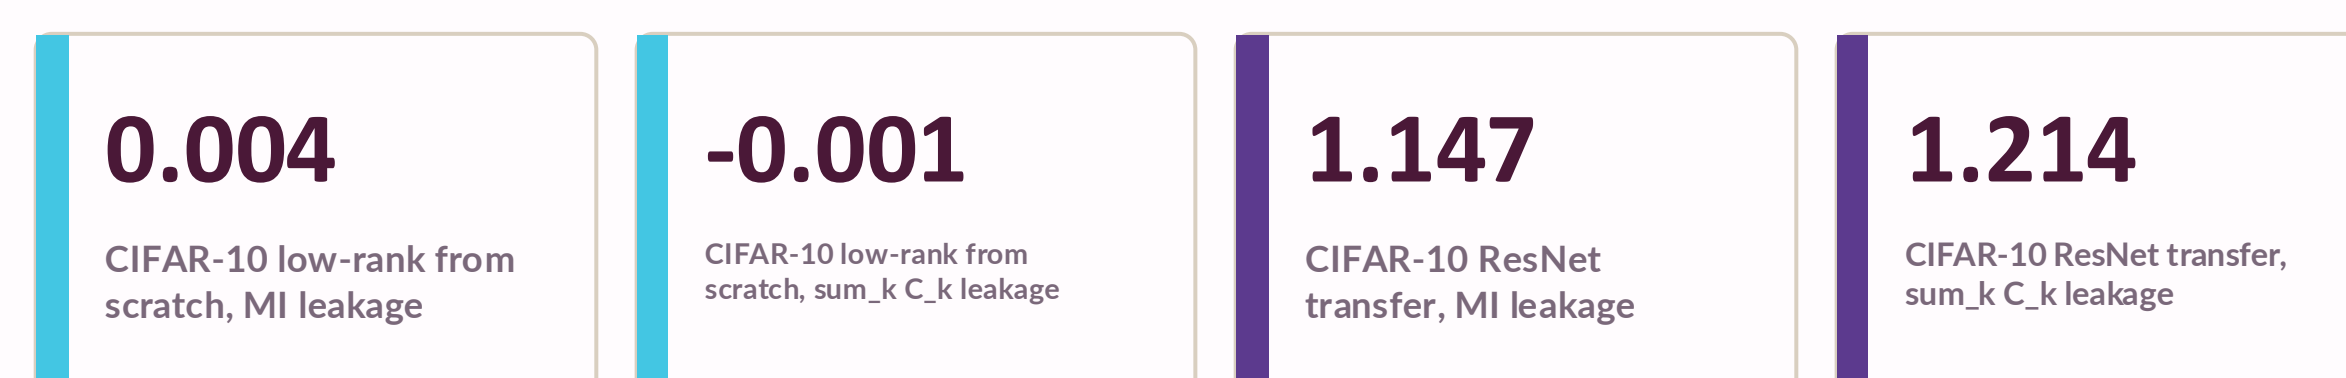 0.004
CIFAR-10 low-rank from
scratch, MI leakage
-0.001
CIFAR-10 low-rank from
scratch, sum_k C_k leakage
1.147
CIFAR-10 ResNet
transfer, MI leakage
1.214
CIFAR-10 ResNet transfer,
sum_k C_k leakage